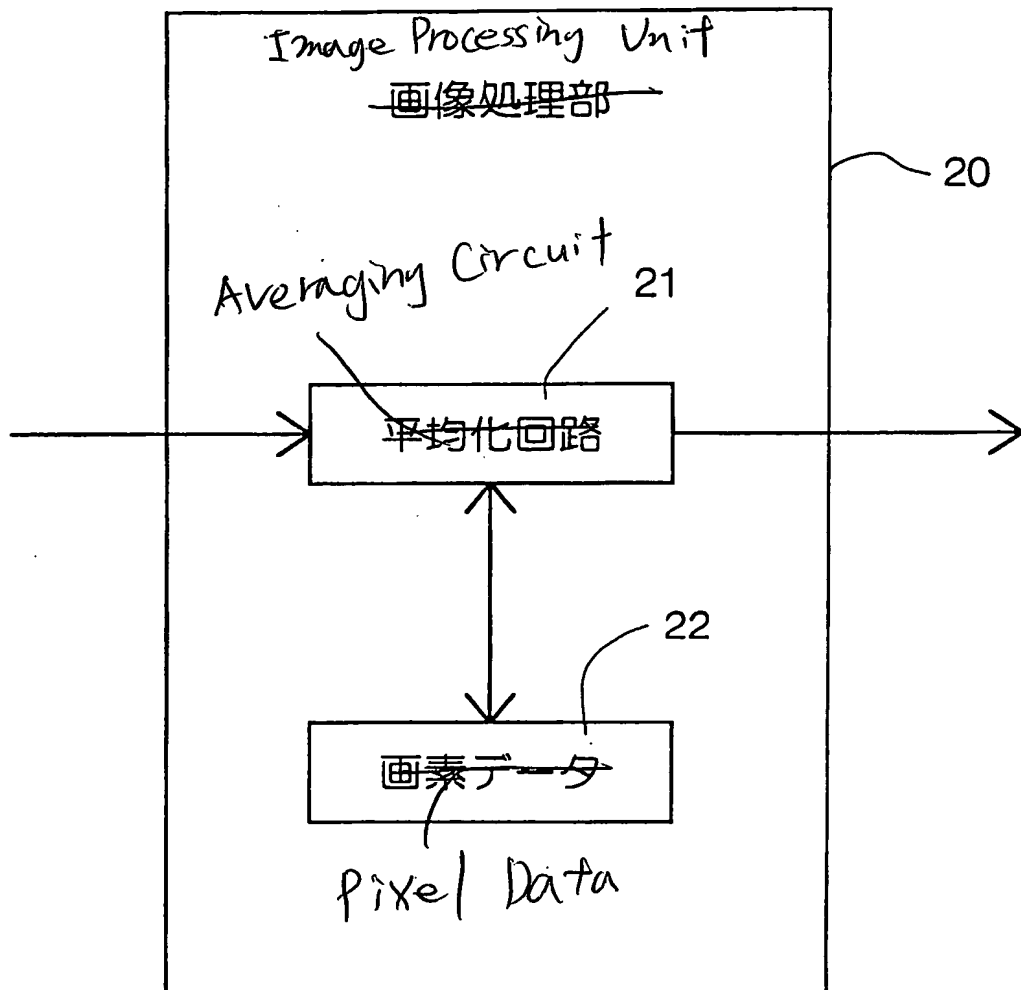 Image Processing Unit
画像処理部
20
Averaging Circuit
21
平均化回路
22
画素データ
Pixel Data